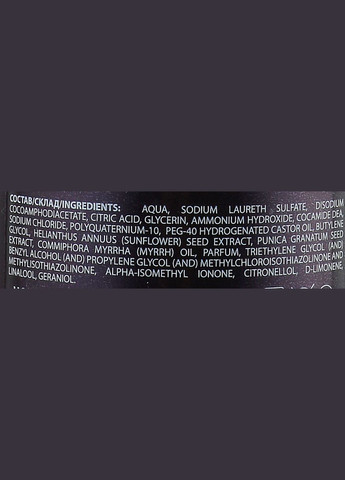 СОСТАВ/СКЛАД/INGREDIENTS: AQUA, SODIUM LAURETH SULFATE, DISODIUM
COCOAMPHODIACETATE, CITRIC ACID, GLYCERIN, AMMONIUM HYDROXIDE, COCAMIDE DEA,
SODIUM CHLORIDE, POLYQUATERNIUM-10, PEG-40 HYDROGENATED CASTOR OIL, BUTYLENE
GLYCOL, HELIANTHUS ANNUUS (SUNFLOWER) SEED EXTRACT, PUNICA GRANATUM SEED
EXTRACT, COMMIPHORA MYRRHA (MYRRH) OIL, PARFUM, TRIETHYLENE GLYCOL (AND)
BENZYL ALCOHOL (AND) PROPYLENE GLYCOL (AND) METHYLCHLOROISOTHIAZOLINONE AND
METHYLISOTHIAZOLINONE, ALPHA-ISOMETHYL IONONE, CITRONELLOL, D-LIMONENE,
LINALOOL, GERANIOL.